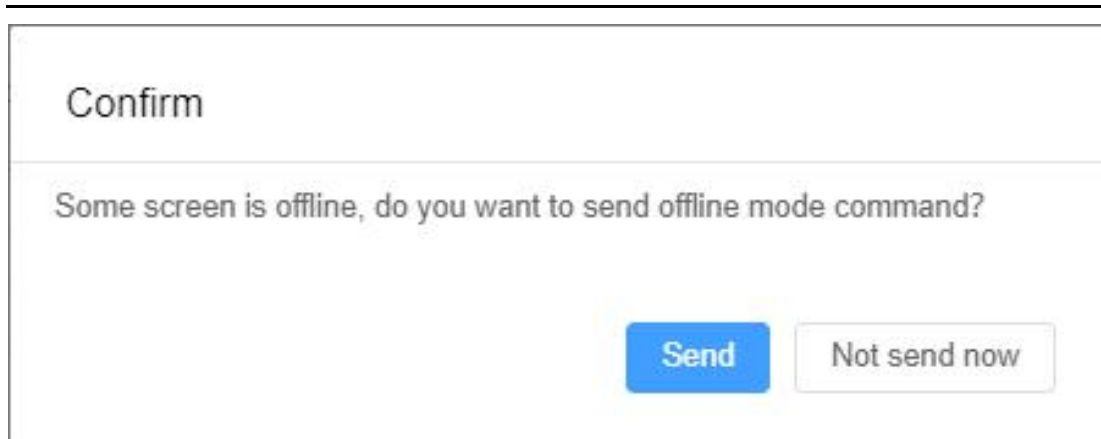 Confirm
Some screen is offline, do you want to send offline mode command?
Send
Not send now